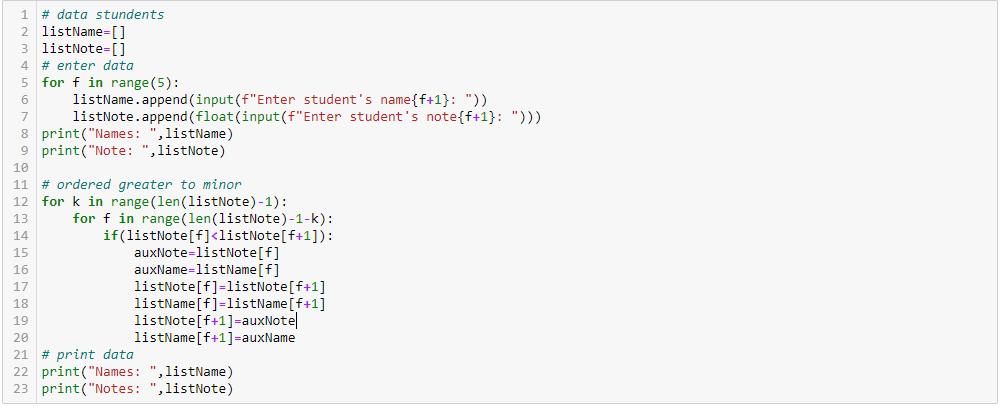 1 # data stundents
2 listName=[]
3 listNote=[]
4 # enter data
5 for f in range(5):
6     listName.append(input(f"Enter student's name{f+1}: "))
7     listNote.append(float(input(f"Enter student's note{f+1}: ")))
8 print("Names: ",listName)
9 print("Note: ",listNote)
10
11 # ordered greater to minor
12 for k in range(len(listNote)-1):
13     for f in range(len(listNote)-1-k):
14         if(listNote[f]<listNote[f+1]):
15             auxNote=listNote[f]
16             auxName=listName[f]
17             listNote[f]=listNote[f+1]
18             listName[f]=listName[f+1]
19             listNote[f+1]=auxNote
20             listName[f+1]=auxName
21 # print data
22 print("Names: ",listName)
23 print("Notes: ",listNote)